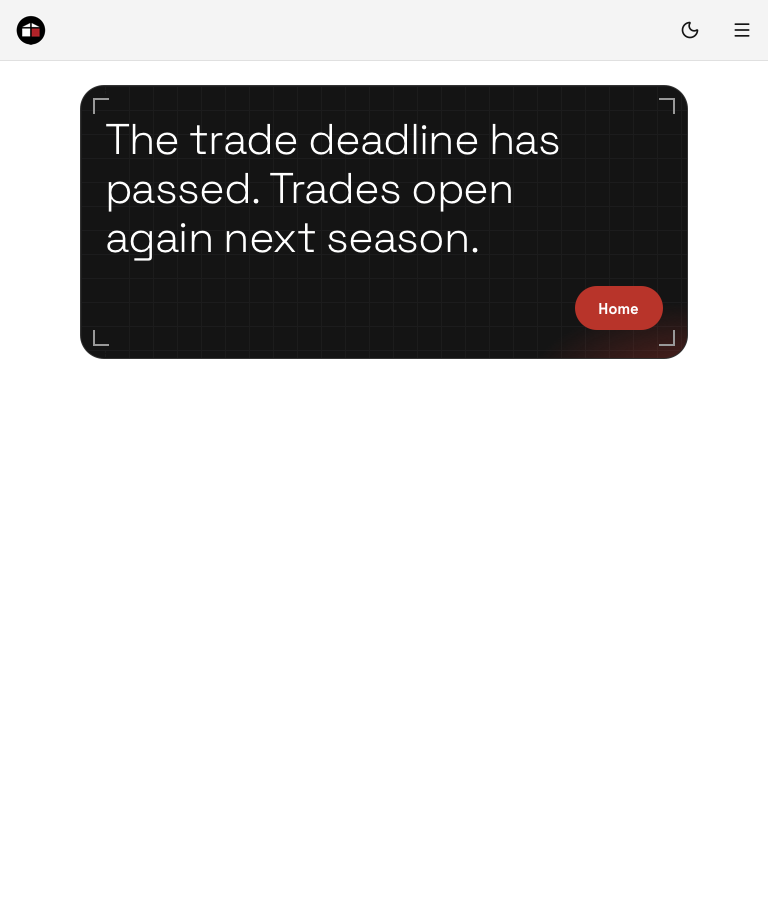 The trade deadline has
passed. Trades open
again next season.
Home